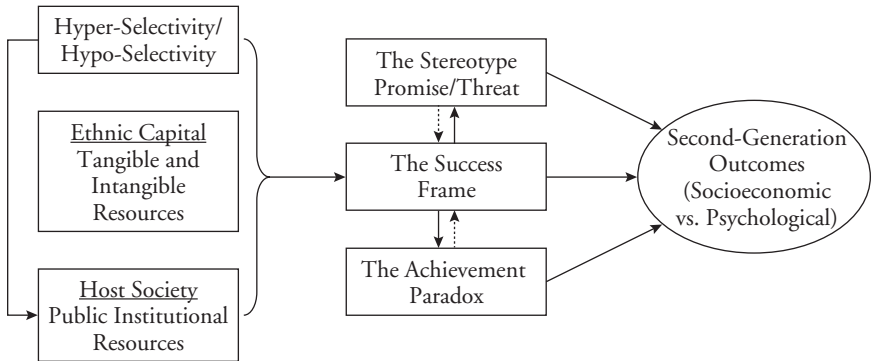 Hyper-Selectivity/
Hypo-Selectivity
Ethnic Capital
Tangible and
Intangible
Resources
Host Society
Public Institutional
Resources
The Stereotype
Promise/Threat
The Success
Frame
The Achievement
Paradox
Second-Generation
Outcomes
(Socioeconomic
vs. Psychological)